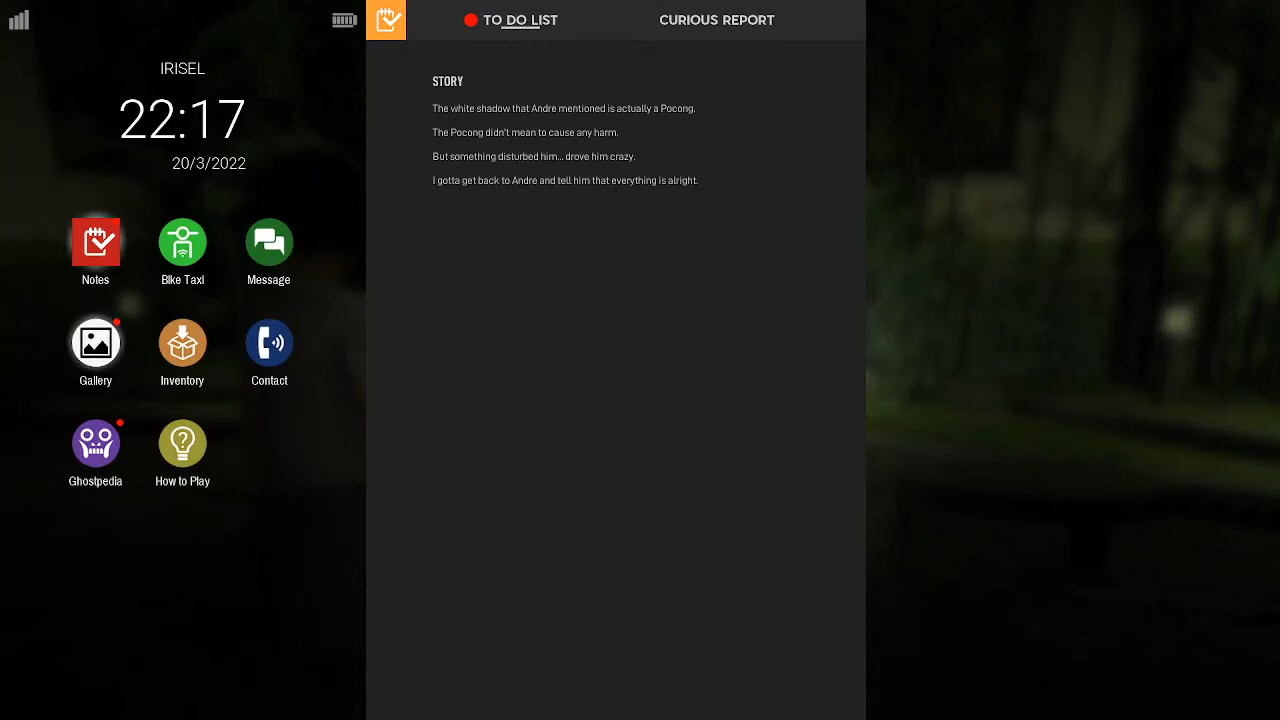 IRISEL
22:17
20/3/2022
Notes
Bike Taxi
Message
Gallery
Inventory
Contact
Ghostpedia
How to Play
TO DO LIST
CURIOUS REPORT
STORY
The white shadow that Andre mentioned is actually a Pocong.
The Pocong didn't mean to cause any harm.
But something disturbed him... drove him crazy.
I gotta get back to Andre and tell him that everything is alright.